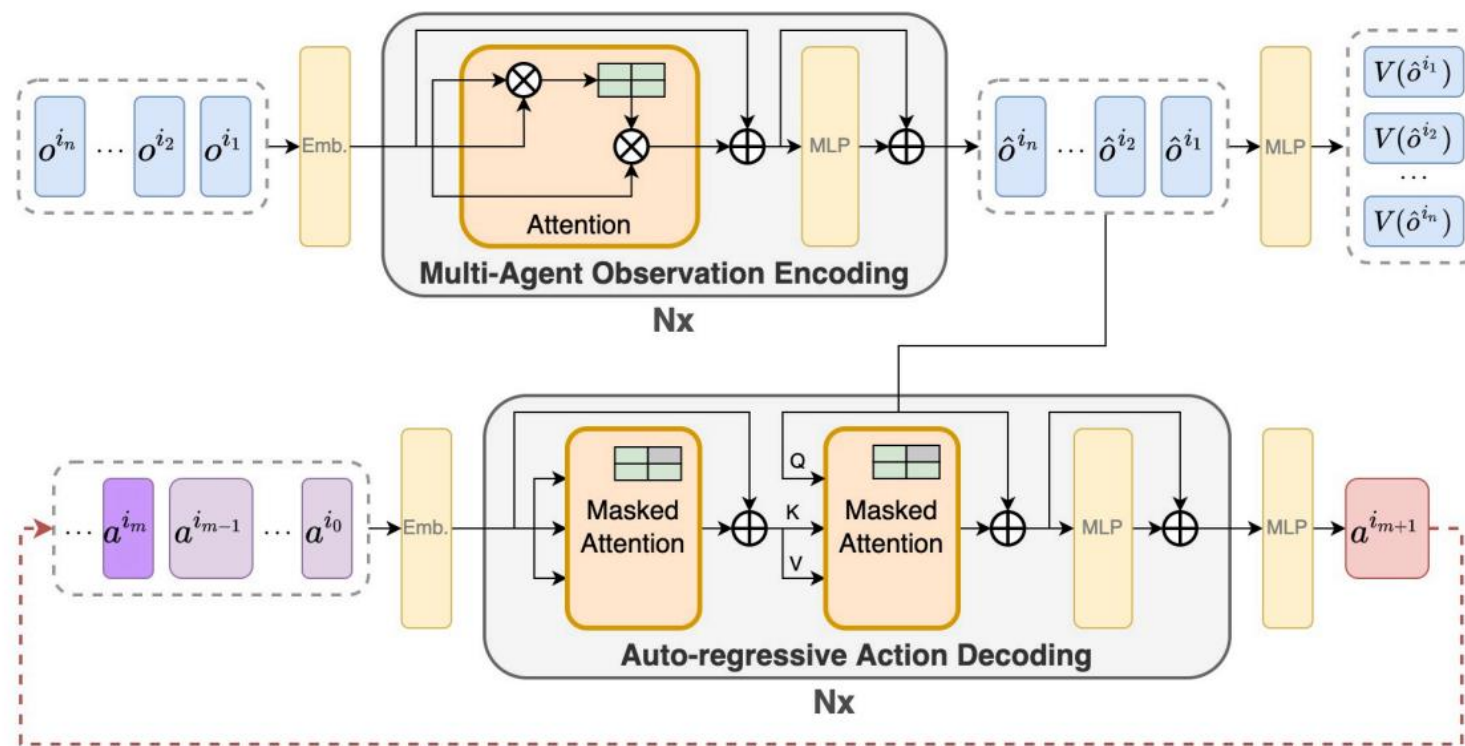 o^{i_n} ... o^{i_2} o^{i_1}
Emb.
Attention
MLP
Multi-Agent Observation Encoding
Nx
ô^{i_n} ... ô^{i_2} ô^{i_1}
MLP
V(ô^{i_1})
V(ô^{i_2})
...
V(ô^{i_n})
... a^{i_m} a^{i_{m-1}} ... a^{i_0}
Emb.
Masked
Attention
Q
K
V
Masked
Attention
MLP
Auto-regressive Action Decoding
Nx
MLP
a^{i_{m+1}}